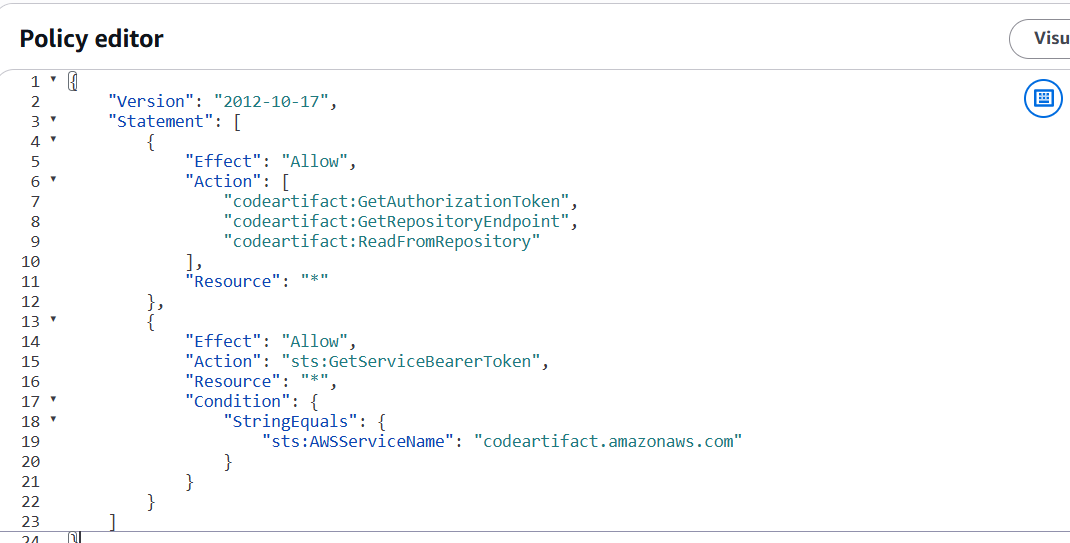 Policy editor
Visu
1 {
2 "Version": "2012-10-17",
3 "Statement": [
4 {
5 "Effect": "Allow",
6 "Action": [
7 "codeartifact:GetAuthorizationToken",
8 "codeartifact:GetRepositoryEndpoint",
9 "codeartifact:ReadFromRepository"
10 ],
11 "Resource": "*"
12 },
13 {
14 "Effect": "Allow",
15 "Action": "sts:GetServiceBearerToken",
16 "Resource": "*",
17 "Condition": {
18 "StringEquals": {
19 "sts:AWSServiceName": "codeartifact.amazonaws.com"
20 }
21 }
22 }
23 ]
24 }